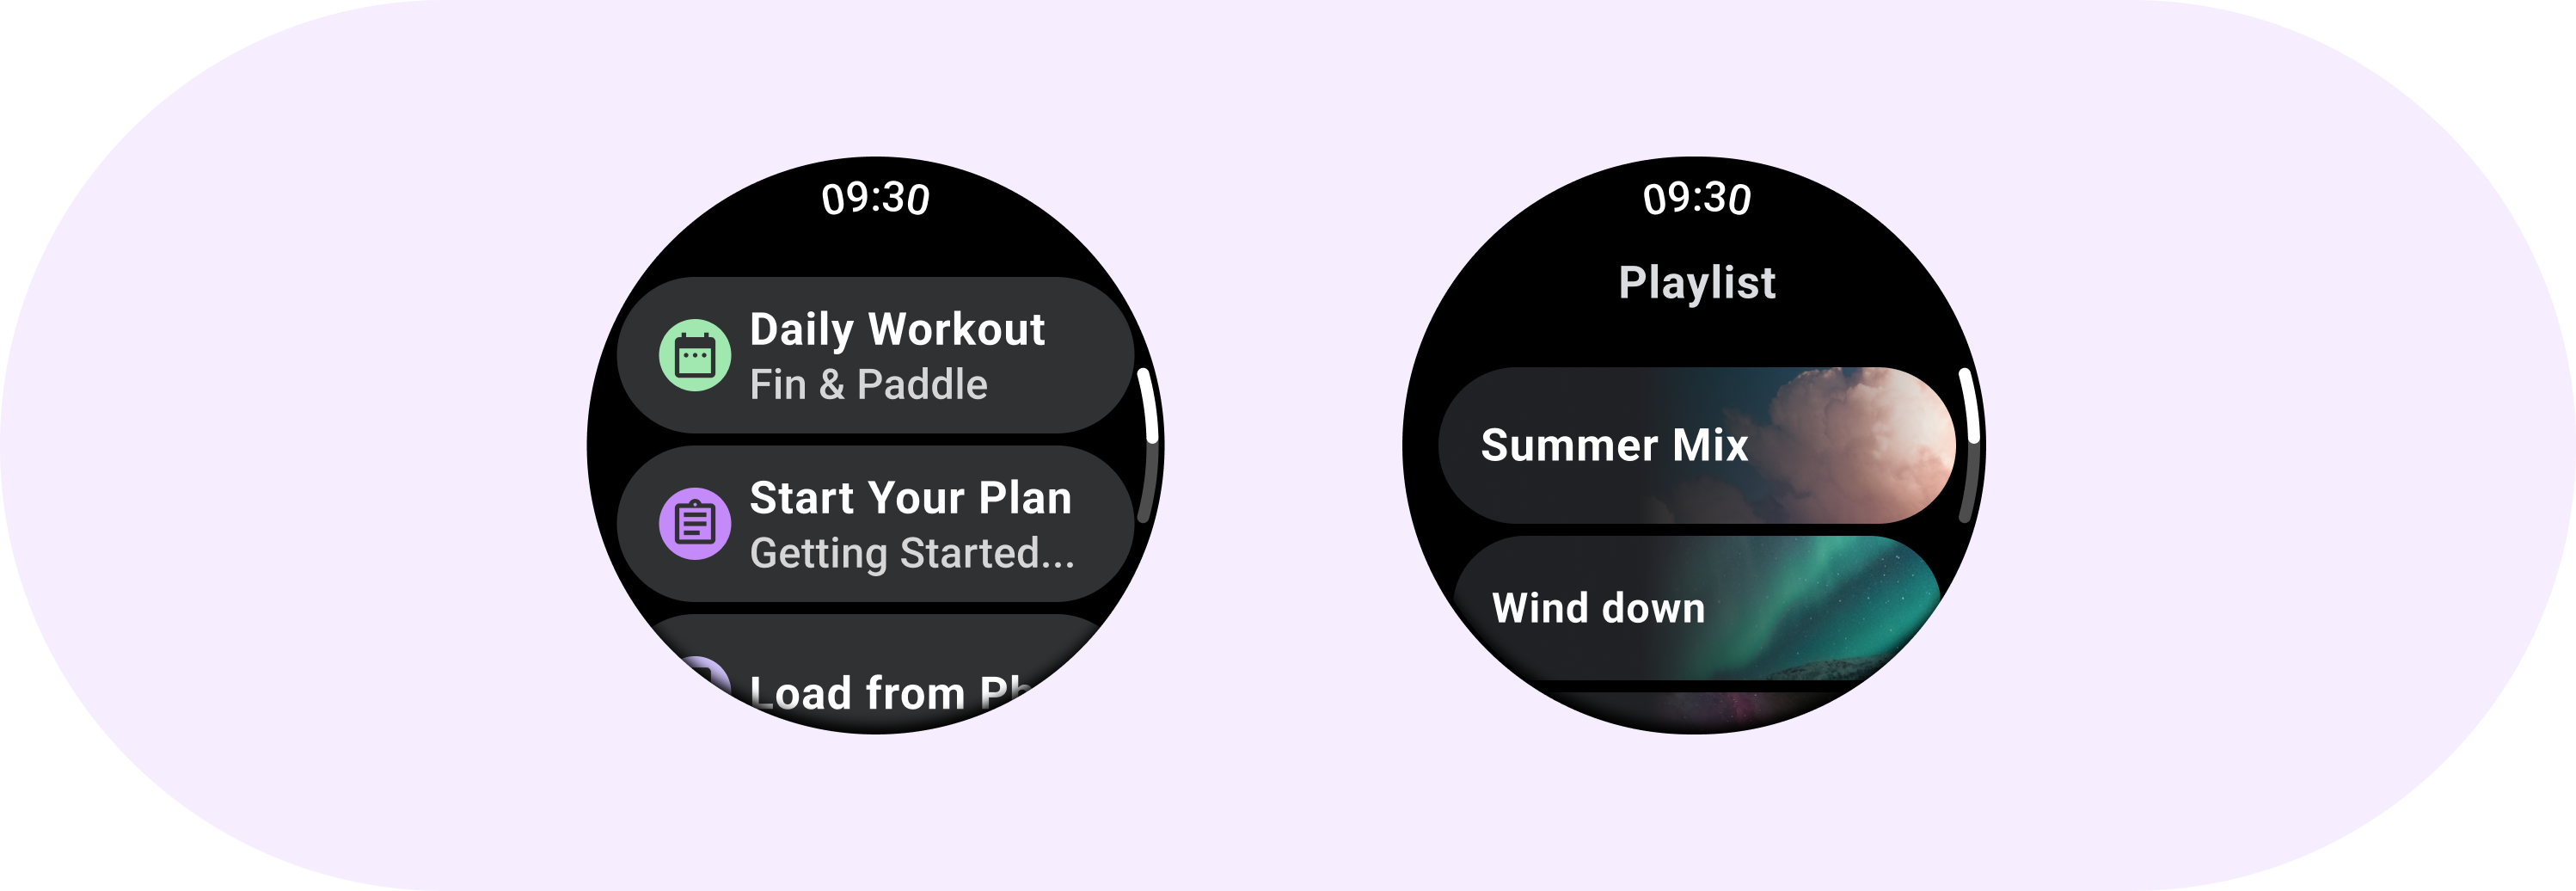 09:30
Daily Workout
Fin & Paddle
Start Your Plan
Getting Started...
Load from
09:30
Playlist
Summer Mix
Wind down